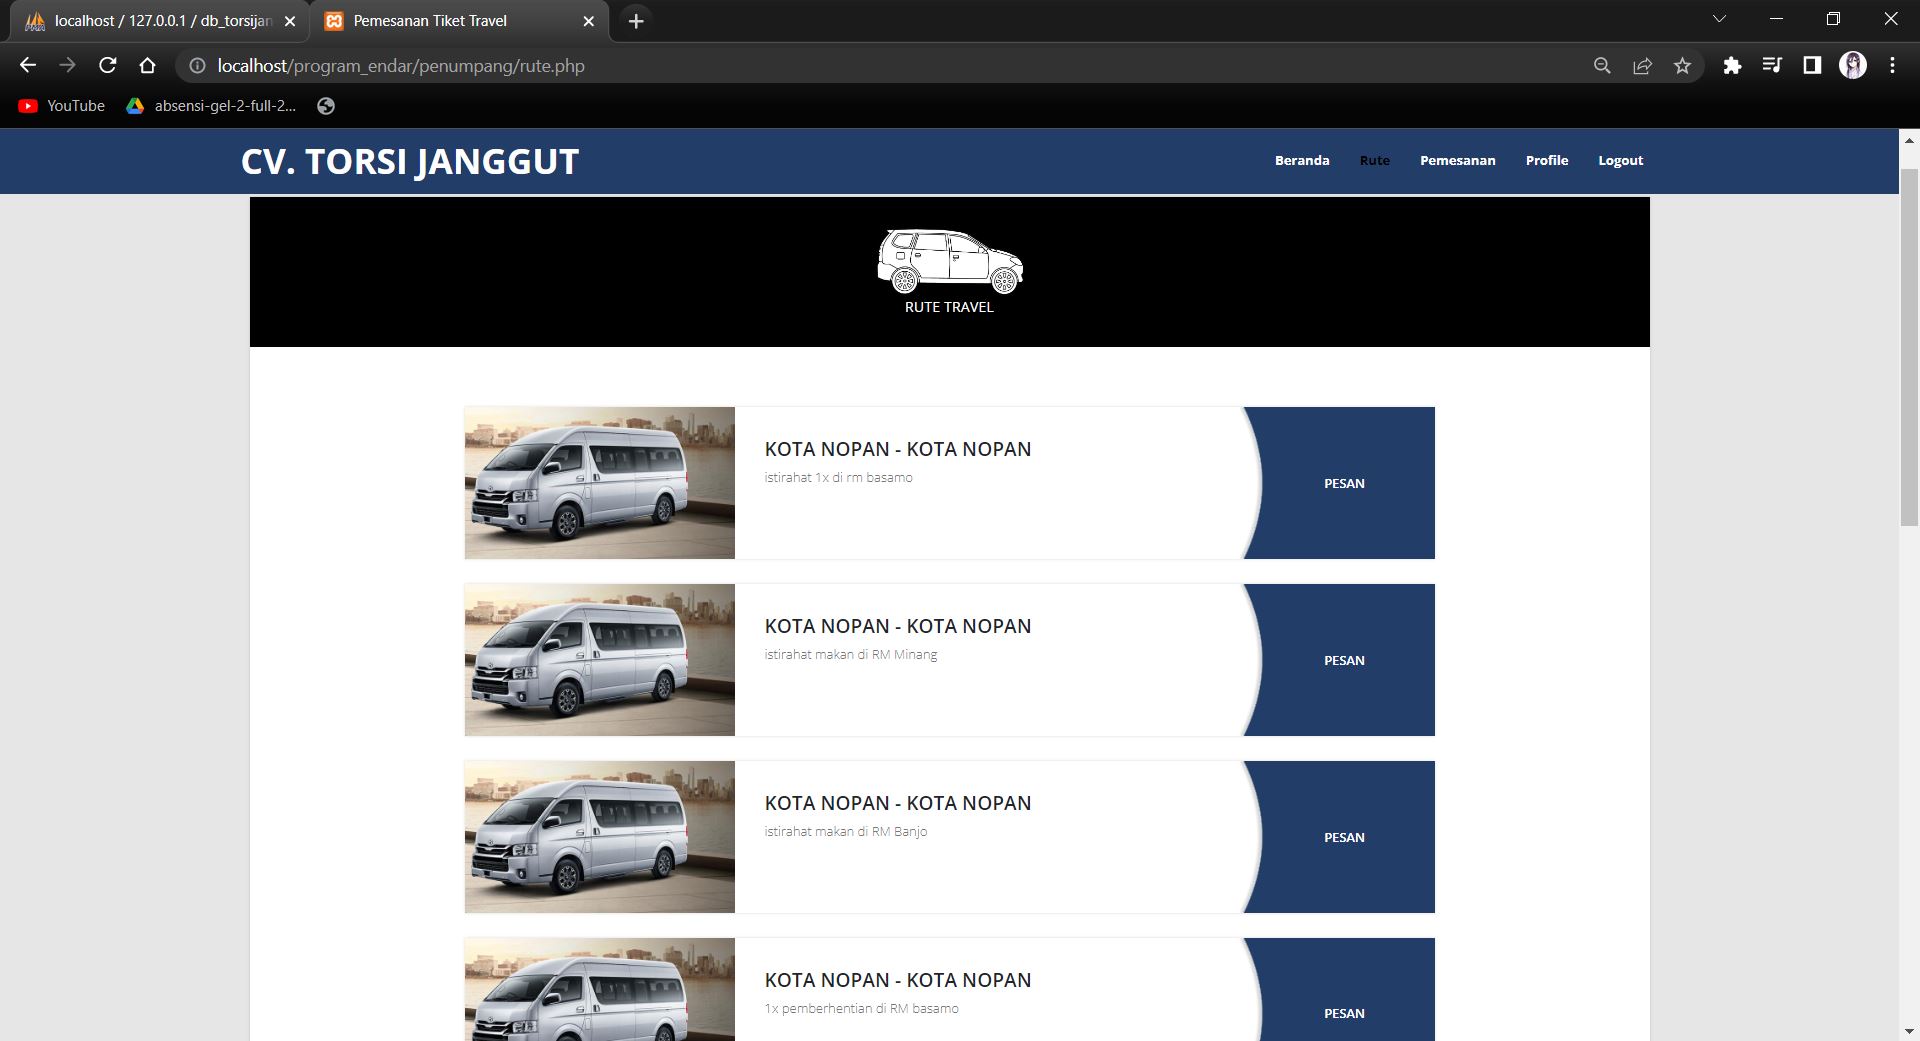 localhost / 127.0.0.1 / db_torsijan
Pemesanan Tiket Travel
localhost/program_endar/penumpang/rute.php
YouTube
absensi-gel-2-full-2...
CV. TORSI JANGGUT
Beranda
Rute
Pemesanan
Profile
Logout
RUTE TRAVEL
KOTA NOPAN - KOTA NOPAN
istirahat 1x di rm basamo
PESAN
KOTA NOPAN - KOTA NOPAN
istirahat makan di RM Minang
PESAN
KOTA NOPAN - KOTA NOPAN
istirahat makan di RM Banjo
PESAN
KOTA NOPAN - KOTA NOPAN
1x pemberhentian di RM basamo
PESAN